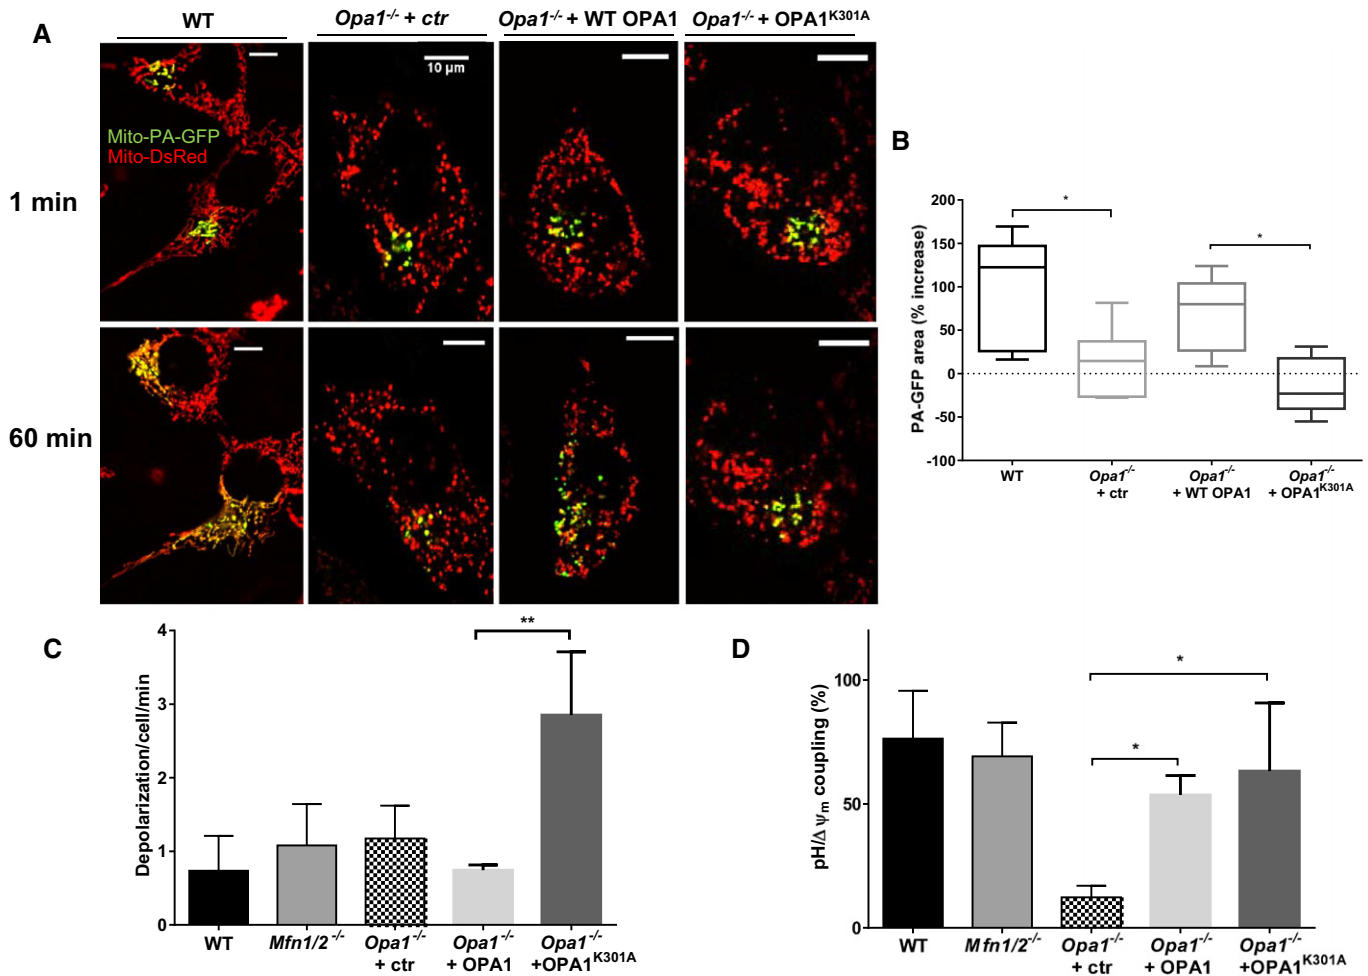 A
WT
Opa1-/- + ctr
Opa1-/- + WT OPA1
Opa1-/- + OPA1K301A
10 µm
Mito-PA-GFP
Mito-DsRed
1 min
60 min
B
PA-GFP area (% increase)
200
150
100
50
0
-50
-100
*
*
WT
Opa1-/-
+ ctr
Opa1-/-
+ WT OPA1
Opa1-/-
+ OPA1K301A
C
Depolarization/cell/min
4
3
2
1
0
**
WT
Mfn1/2-/-
Opa1-/-
+ ctr
Opa1-/-
+ OPA1
Opa1-/-
+OPA1K301A
D
pH/Δ ψm coupling (%)
100
50
0
*
*
WT
Mfn1/2-/-
Opa1-/-
+ ctr
Opa1-/-
+ OPA1
Opa1-/-
+OPA1K301A